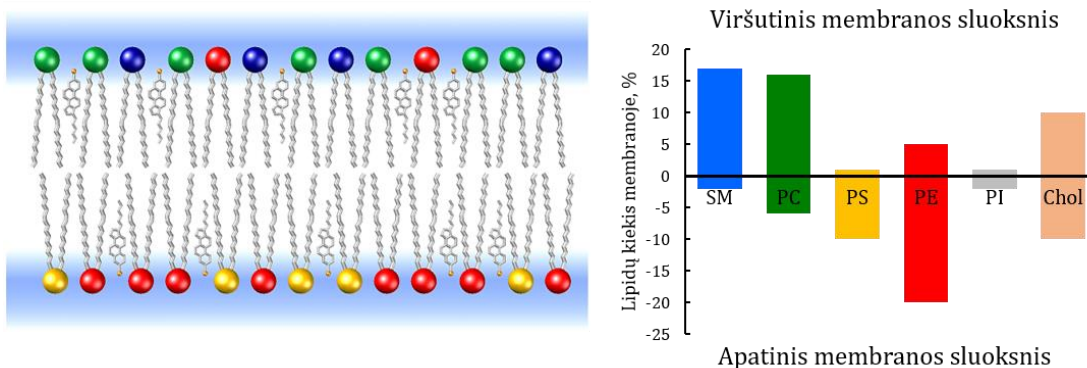 Viršutinis membranos sluoksnis
Lipidų kiekis membranoje, %
20
15
10
5
0
-5
-10
-15
-20
-25
SM PC PS PE PI Chol
Apatinis membranos sluoksnis